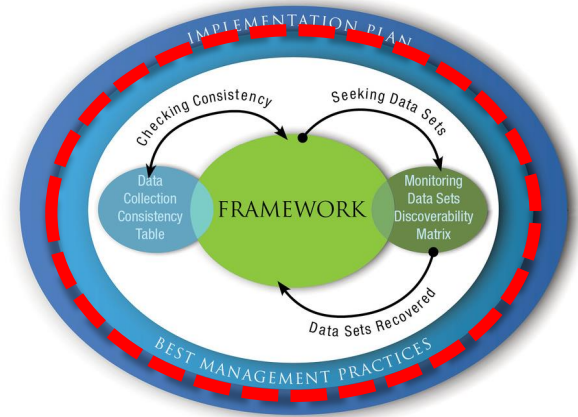 IMPLEMENTATION PLAN
Checking Consistency
Seeking Data Sets
Data
Collection
Consistency
Table
FRAMEWORK
Monitoring
Data Sets
Discoverability
Matrix
Data Sets Recovered
BEST MANAGEMENT PRACTICES